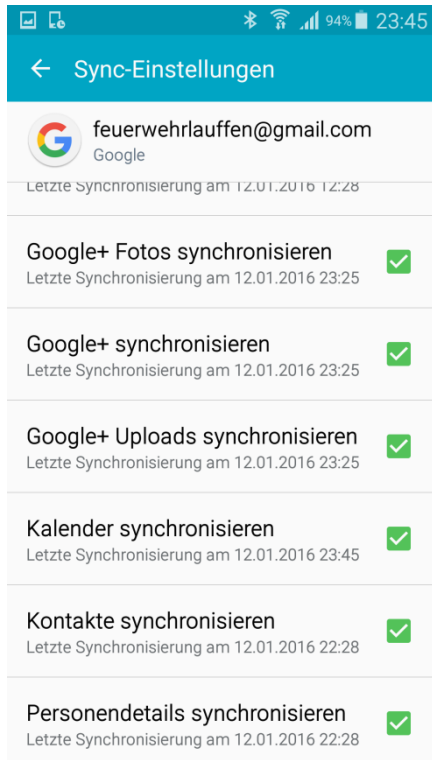 94% 23:45
Sync-Einstellungen
feuerwehrlauffen@gmail.com
Google
Letzte Synchronisierung am 12.01.2016 12:28
Google+ Fotos synchronisieren
Letzte Synchronisierung am 12.01.2016 23:25
Google+ synchronisieren
Letzte Synchronisierung am 12.01.2016 23:25
Google+ Uploads synchronisieren
Letzte Synchronisierung am 12.01.2016 23:25
Kalender synchronisieren
Letzte Synchronisierung am 12.01.2016 23:45
Kontakte synchronisieren
Letzte Synchronisierung am 12.01.2016 22:28
Personendetails synchronisieren
Letzte Synchronisierung am 12.01.2016 22:28